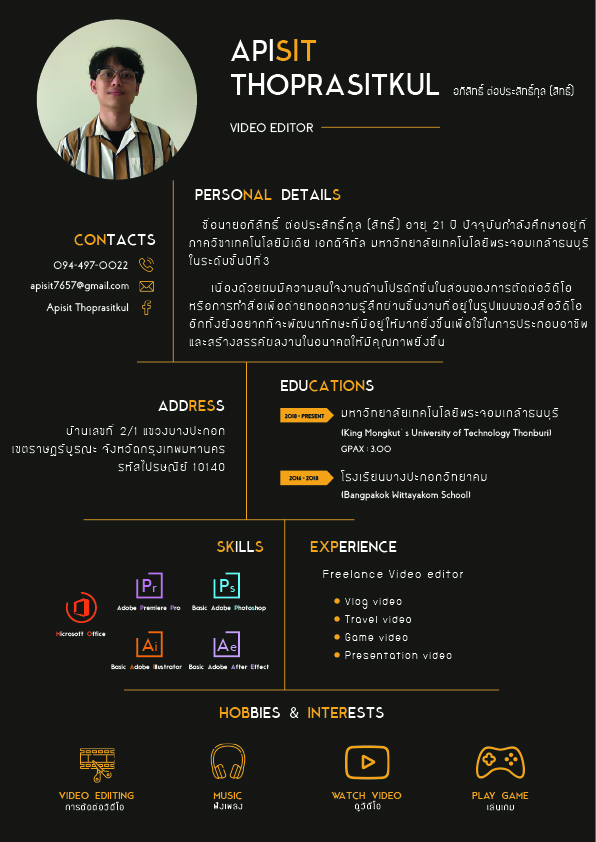 APISIT
THOPRASITKUL อภิสิทธิ์ ต่อประสิทธิ์กุล (สิทธิ์)
VIDEO EDITOR
PERSONAL DETAILS
ชื่อนายอภิสิทธิ์ ต่อประสิทธิ์กุล (สิทธิ์) อายุ 21 ปี ปัจจุบันกำลังศึกษาอยู่ที่
ภาควิชาเทคโนโลยีมีเดีย เอกดิจิทัล มหาวิทยาลัยเทคโนโลยีพระจอมเกล้าธนบุรี
ในระดับชั้นปีที่3
เนื่องด้วยผมมีความสนใจงานด้านโปรดักชั่นในส่วนของการตัดต่อวิดีโอ
หรือการทำสื่อเพื่อถ่ายทอดความรู้สึกผ่านชิ้นงานที่อยู่ในรูปแบบของสื่อวิดีโอ
อีกทั้งยังอยากที่จะพัฒนาทักษะที่มีอยู่ให้มากยิ่งขึ้นเพื่อใช้ในการประกอบอาชีพ
และสร้างสรรค์ผลงานในอนาคตให้มีคุณภาพยิ่งขึ้น
CONTACTS
094-497-0022
apisit7657@gmail.com
Apisit Thoprasitkul
ADDRESS
บ้านเลขที่ 2/1 แขวงบางปะกอก
เขตราษฎร์บูรณะ จังหวัดกรุงเทพมหานคร
รหัสไปรษณีย์ 10140
EDUCATIONS
2018 - PRESENT มหาวิทยาลัยเทคโนโลยีพระจอมเกล้าธนบุรี
(King Mongkut`s University of Technology Thonburi)
GPAX : 3.00
2016 - 2018 โรงเรียนบางปะกอกวิทยาคม
(Bangpakok Wittayakom School)
SKILLS
Pr Ps
Adobe Premiere Pro Basic Adobe Photoshop
Microsoft Office
Ai Ae
Basic Adobe Illustrator Basic Adobe After Effect
EXPERIENCE
Freelance Video editor
Vlog video
Travel video
Game video
Presentation video
HOBBIES & INTERESTS
VIDEO EDIITING MUSIC WATCH VIDEO PLAY GAME
การตัดต่อวิดีโอ ฟังเพลง ดูวิดีโอ เล่นเกม